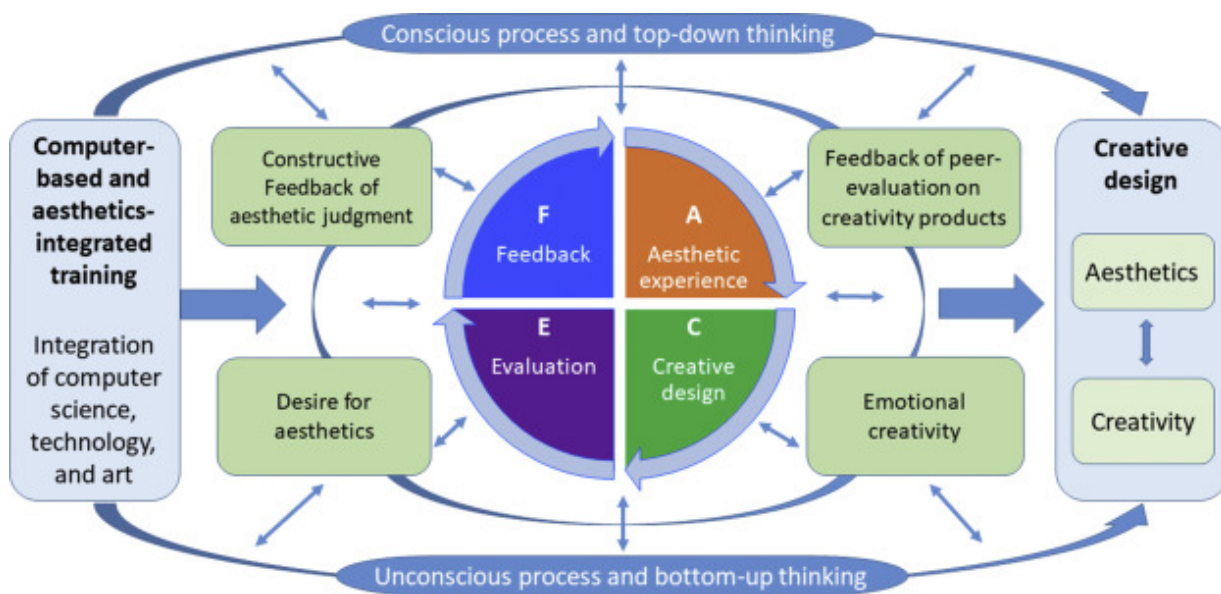 Conscious process and top-down thinking
Computer-
based and
aesthetics-
integrated
training
Integration
of computer
science,
technology,
and art
Constructive
Feedback of
aesthetic judgment
Desire for
aesthetics
F
Feedback
A
Aesthetic
experience
E
Evaluation
C
Creative
design
Feedback of peer-
evaluation on
creativity products
Emotional
creativity
Creative
design
Aesthetics
Creativity
Unconscious process and bottom-up thinking